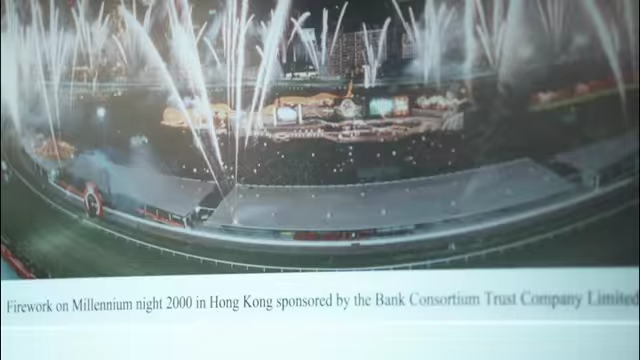 Firework on Millennium night 2000 in Hong Kong sponsored by the Bank Consortium Trust Company Limited